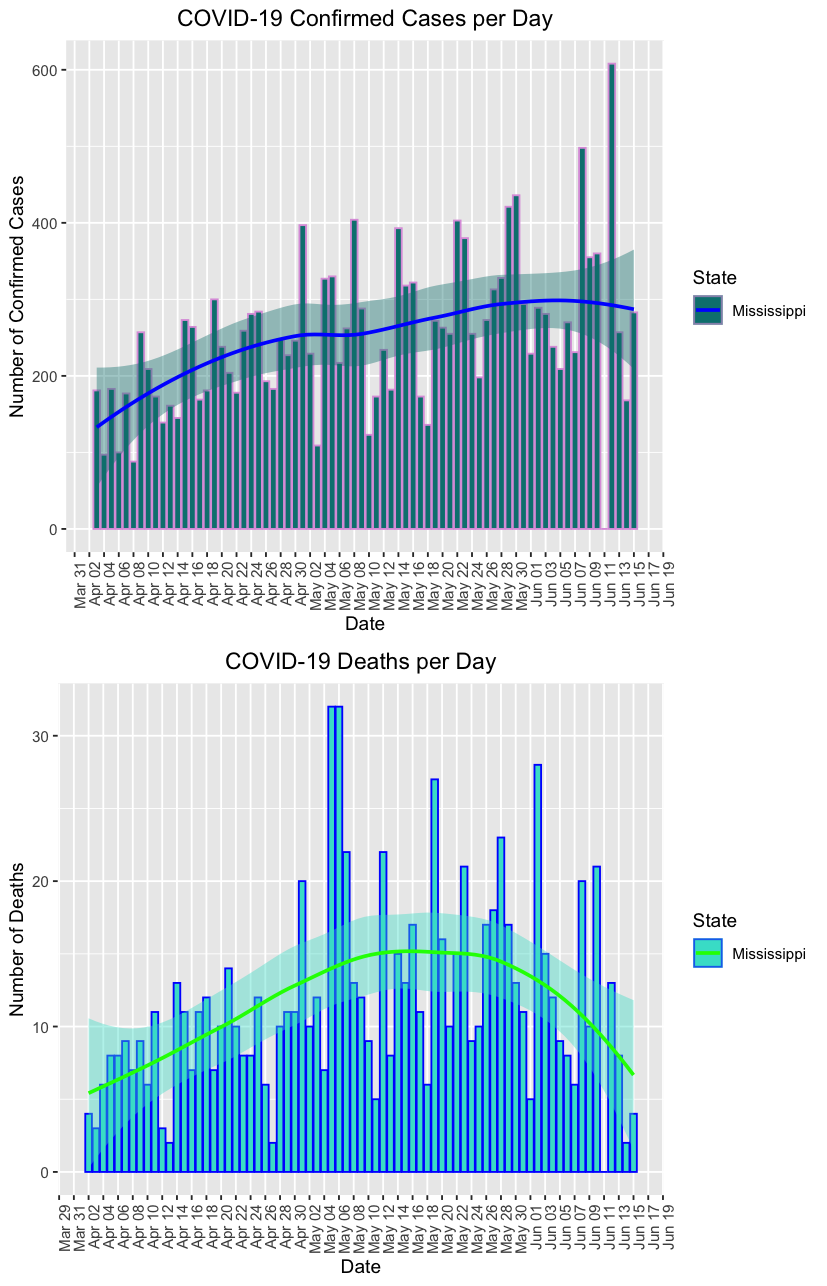 COVID-19 Confirmed Cases per Day
Number of Confirmed Cases
600
400
200
0
Mar 31
Apr 02
Apr 04
Apr 06
Apr 08
Apr 10
Apr 12
Apr 14
Apr 16
Apr 18
Apr 20
Apr 22
Apr 24
Apr 26
Apr 28
Apr 30
May 02
May 04
May 06
May 08
May 10
May 12
May 14
May 16
May 18
May 20
May 22
May 24
May 26
May 28
May 30
Jun 01
Jun 03
Jun 05
Jun 07
Jun 09
Jun 11
Jun 13
Jun 15
Jun 17
Jun 19
Date
State
Mississippi
COVID-19 Deaths per Day
Number of Deaths
30
20
10
0
Mar 29
Mar 31
Apr 02
Apr 04
Apr 06
Apr 08
Apr 10
Apr 12
Apr 14
Apr 16
Apr 18
Apr 20
Apr 22
Apr 24
Apr 26
Apr 28
Apr 30
May 02
May 04
May 06
May 08
May 10
May 12
May 14
May 16
May 18
May 20
May 22
May 24
May 26
May 28
May 30
Jun 01
Jun 03
Jun 05
Jun 07
Jun 09
Jun 11
Jun 13
Jun 15
Jun 17
Jun 19
Date
State
Mississippi